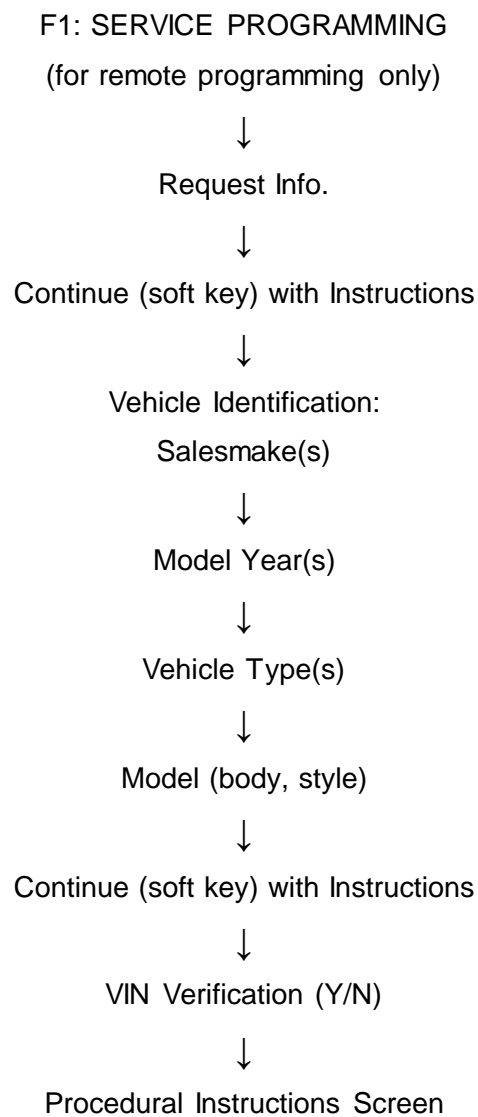 F1: SERVICE PROGRAMMING
(for remote programming only)
↓
Request Info.
↓
Continue (soft key) with Instructions
↓
Vehicle Identification:
Salesmake(s)
↓
Model Year(s)
↓
Vehicle Type(s)
↓
Model (body, style)
↓
Continue (soft key) with Instructions
↓
VIN Verification (Y/N)
↓
Procedural Instructions Screen